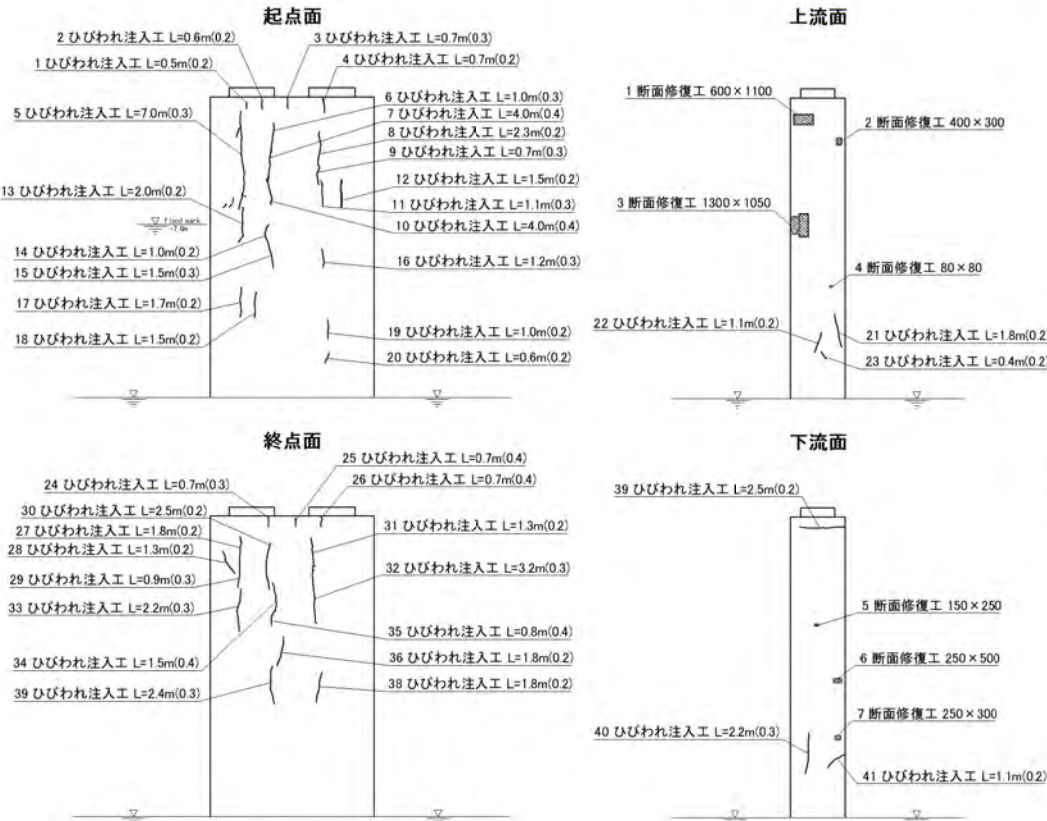 起点面
2 ひびわれ注入工 L=0.6m(0.2)
3 ひびわれ注入工 L=0.7m(0.3)
1 ひびわれ注入工 L=0.5m(0.2)
4 ひびわれ注入工 L=0.7m(0.2)
5 ひびわれ注入工 L=7.0m(0.3)
6 ひびわれ注入工 L=1.0m(0.3)
7 ひびわれ注入工 L=4.0m(0.4)
8 ひびわれ注入工 L=2.3m(0.2)
9 ひびわれ注入工 L=0.7m(0.3)
13 ひびわれ注入工 L=2.0m(0.2)
12 ひびわれ注入工 L=1.5m(0.2)
11 ひびわれ注入工 L=1.1m(0.3)
flood mark
-7.0m
10 ひびわれ注入工 L=4.0m(0.4)
14 ひびわれ注入工 L=1.0m(0.2)
15 ひびわれ注入工 L=1.5m(0.3)
16 ひびわれ注入工 L=1.2m(0.3)
17 ひびわれ注入工 L=1.7m(0.2)
18 ひびわれ注入工 L=1.5m(0.2)
19 ひびわれ注入工 L=1.0m(0.2)
20 ひびわれ注入工 L=0.6m(0.2)
上流面
1 断面修復工 600×1100
2 断面修復工 400×300
3 断面修復工 1300×1050
4 断面修復工 80×80
22 ひびわれ注入工 L=1.1m(0.2)
21 ひびわれ注入工 L=1.8m(0.2)
23 ひびわれ注入工 L=0.4m(0.2)
終点面
25 ひびわれ注入工 L=0.7m(0.4)
24 ひびわれ注入工 L=0.7m(0.3)
26 ひびわれ注入工 L=0.7m(0.4)
30 ひびわれ注入工 L=2.5m(0.2)
27 ひびわれ注入工 L=1.8m(0.2)
31 ひびわれ注入工 L=1.3m(0.2)
28 ひびわれ注入工 L=1.3m(0.2)
29 ひびわれ注入工 L=0.9m(0.3)
32 ひびわれ注入工 L=3.2m(0.3)
33 ひびわれ注入工 L=2.2m(0.3)
35 ひびわれ注入工 L=0.8m(0.4)
34 ひびわれ注入工 L=1.5m(0.4)
36 ひびわれ注入工 L=1.8m(0.2)
39 ひびわれ注入工 L=2.4m(0.3)
38 ひびわれ注入工 L=1.8m(0.2)
下流面
39 ひびわれ注入工 L=2.5m(0.2)
5 断面修復工 150×250
6 断面修復工 250×500
7 断面修復工 250×300
40 ひびわれ注入工 L=2.2m(0.3)
41 ひびわれ注入工 L=1.1m(0.2)